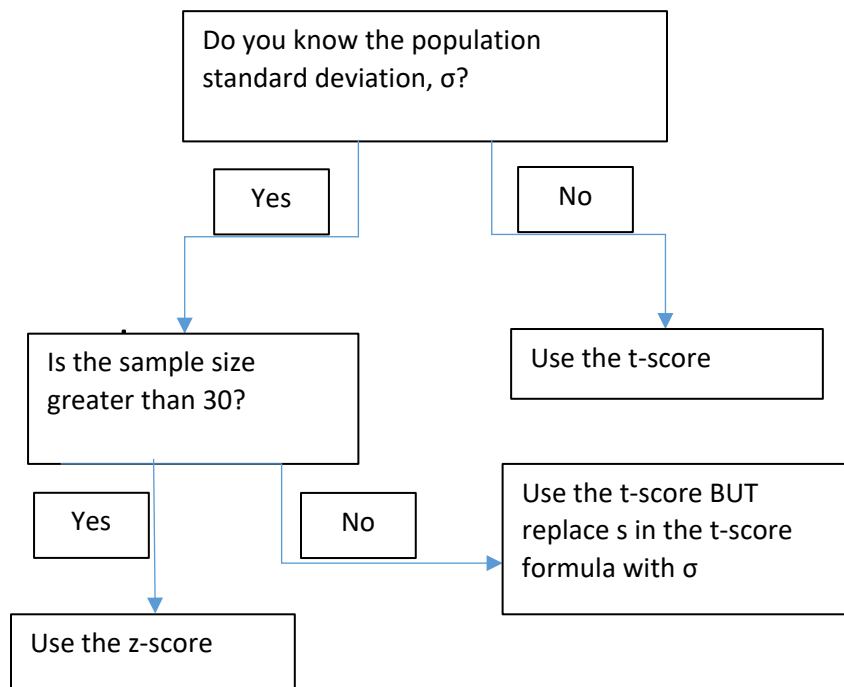 Do you know the population
standard deviation, σ?
Yes
No
Is the sample size
greater than 30?
Use the t-score
Yes
No
Use the t-score BUT
replace s in the t-score
formula with σ
Use the z-score